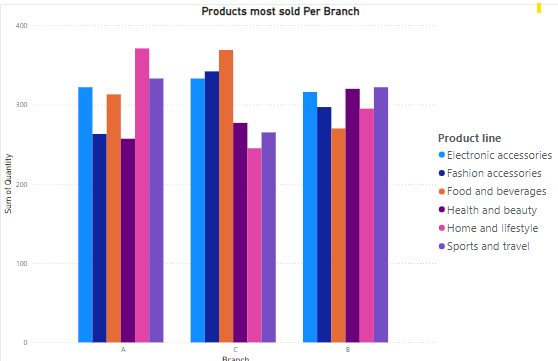 Products most sold Per Branch
400
300
200
100
0
Sum of Quantity
A
C
B
Branch
Product line
Electronic accessories
Fashion accessories
Food and beverages
Health and beauty
Home and lifestyle
Sports and travel